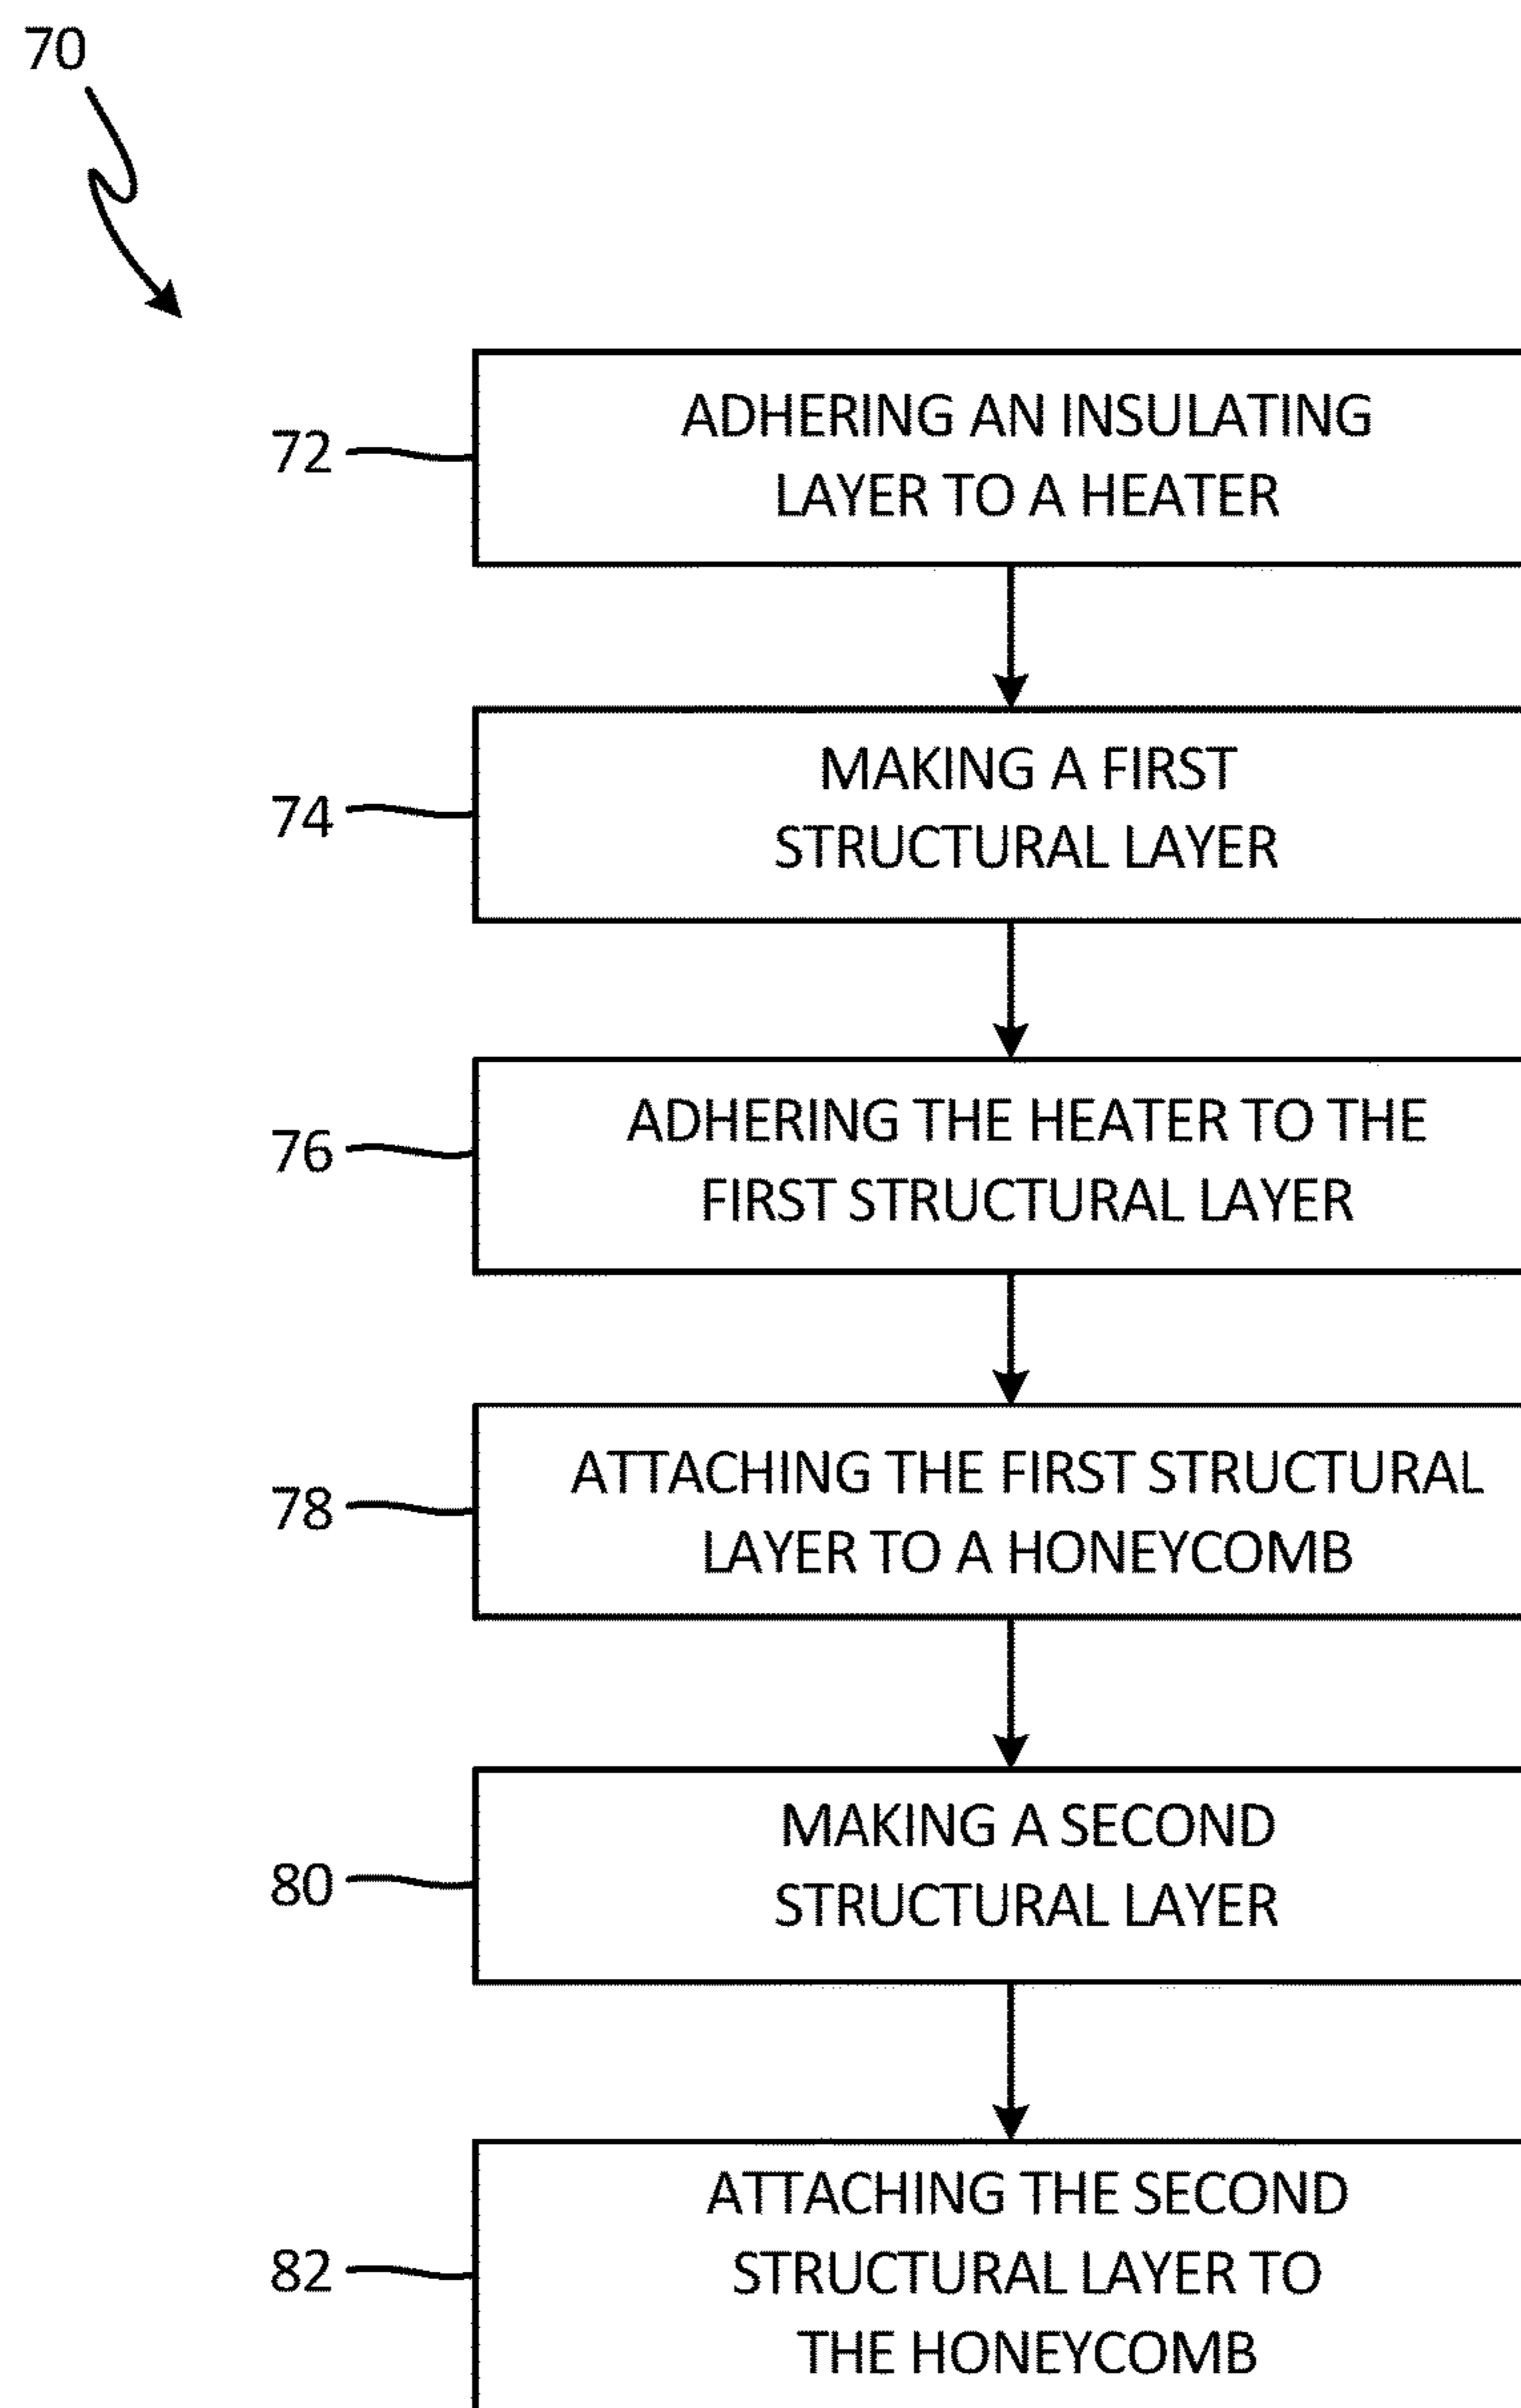 70
72
ADHERING AN INSULATING
LAYER TO A HEATER
74
MAKING A FIRST
STRUCTURAL LAYER
76
ADHERING THE HEATER TO THE
FIRST STRUCTURAL LAYER
78
ATTACHING THE FIRST STRUCTURAL
LAYER TO A HONEYCOMB
80
MAKING A SECOND
STRUCTURAL LAYER
82
ATTACHING THE SECOND
STRUCTURAL LAYER TO
THE HONEYCOMB